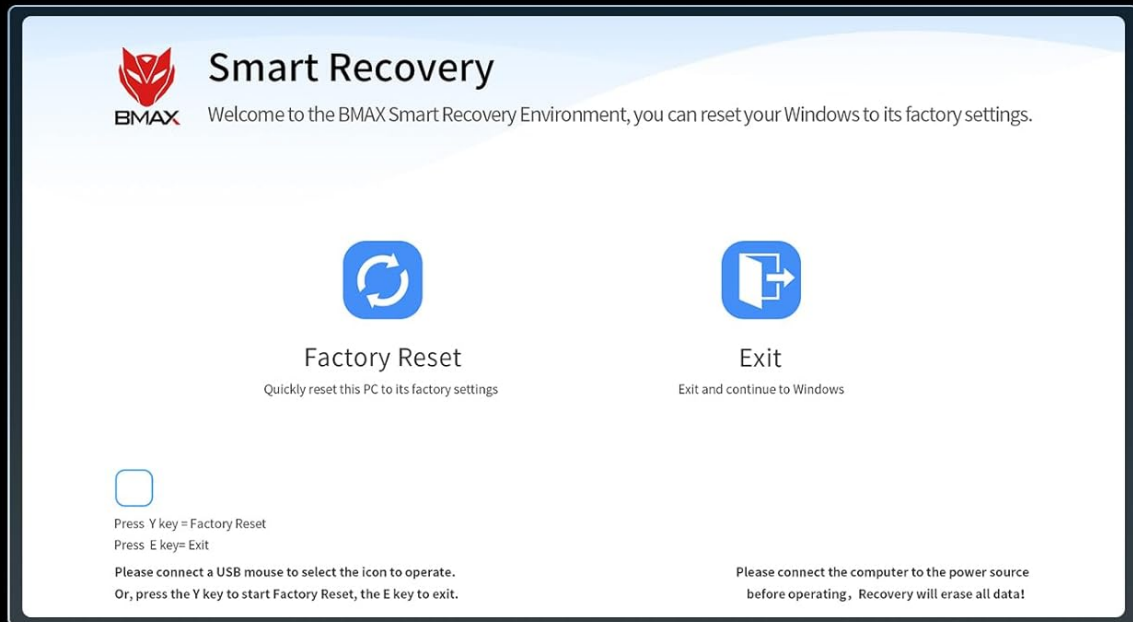 Smart Recovery
BMAX
Welcome to the BMAX Smart Recovery Environment, you can reset your Windows to its factory settings.
Factory Reset
Quickly reset this PC to its factory settings
Exit
Exit and continue to Windows
Press Y key = Factory Reset
Press E key= Exit
Please connect a USB mouse to select the icon to operate.
Or, press the Y key to start Factory Reset, the E key to exit.
Please connect the computer to the power source
before operating，Recovery will erase all data!